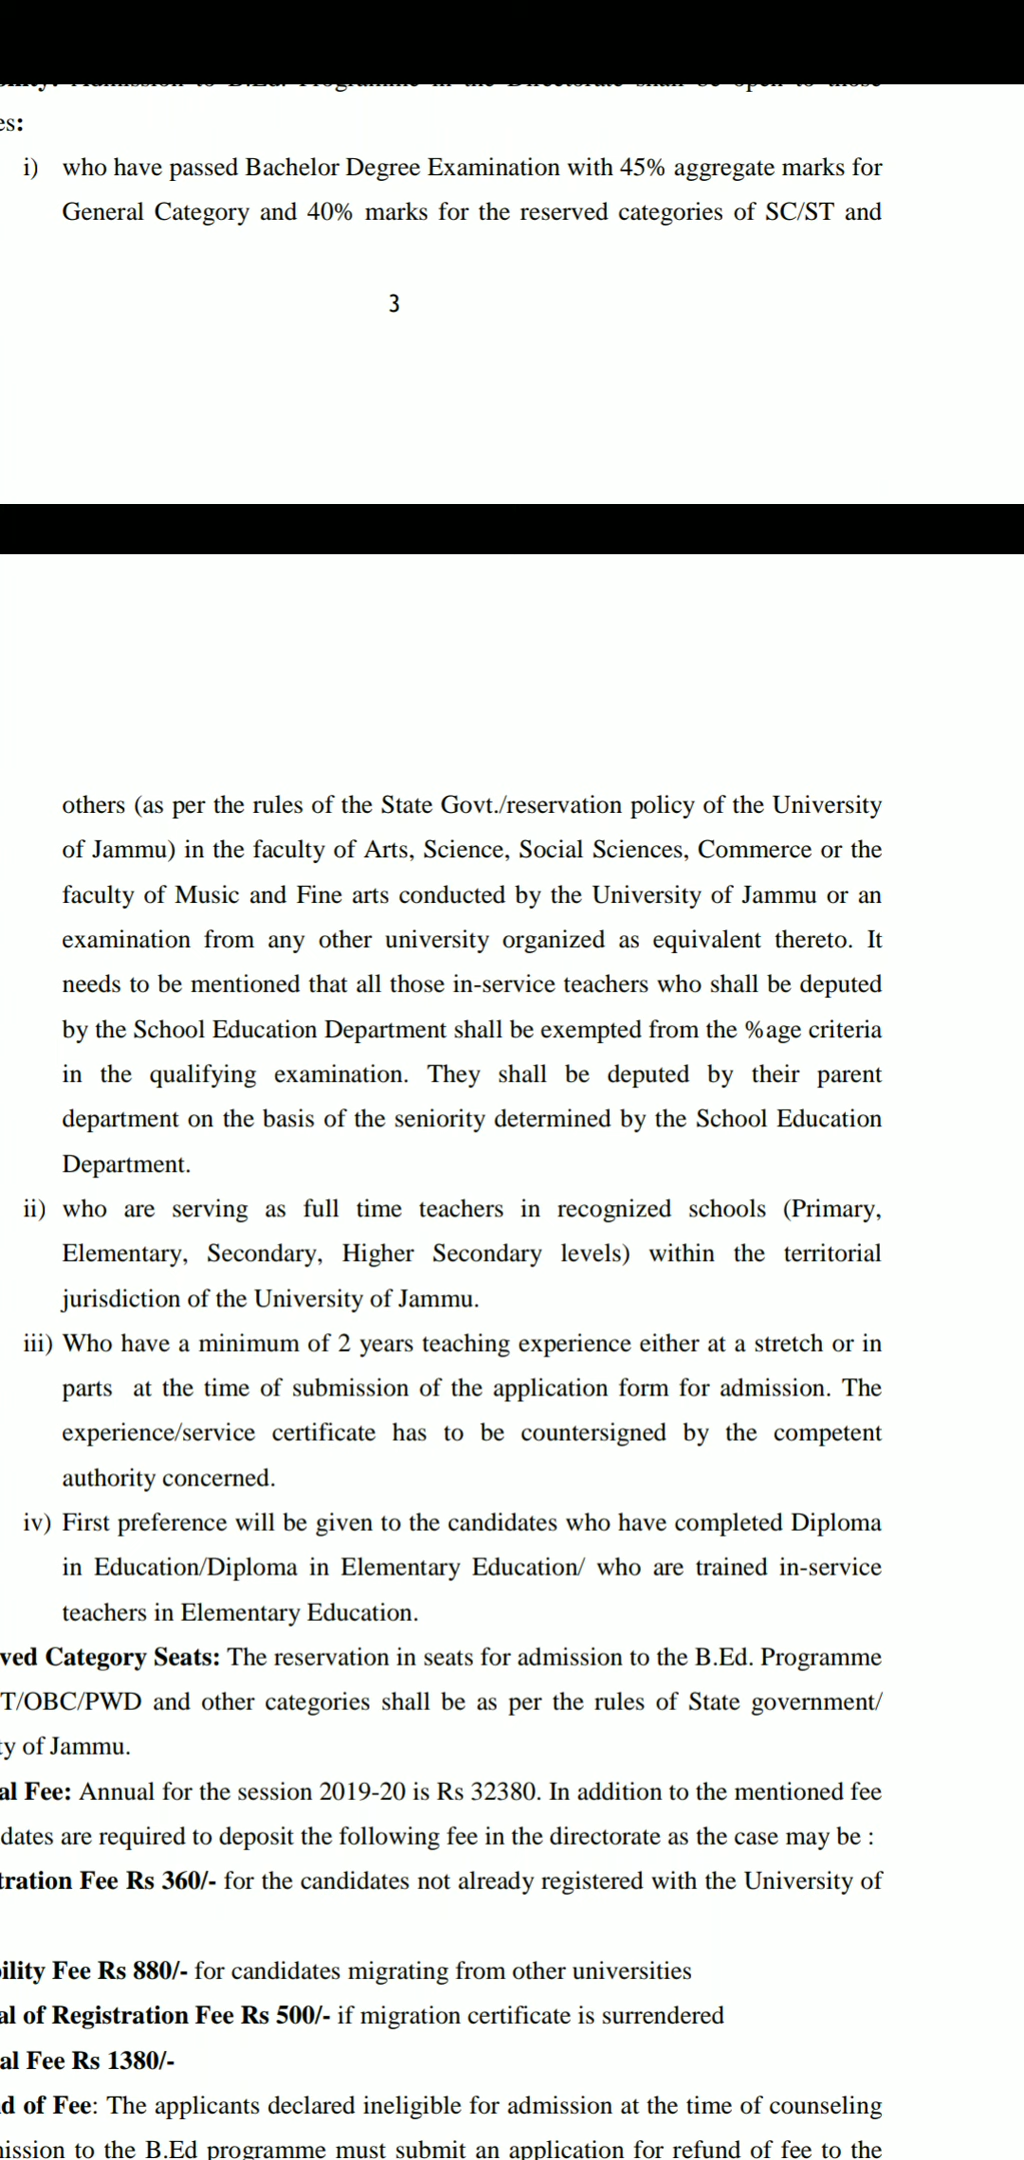 Admission to B.Ed. Programme in the Directorate shall be open to those
es:
i) who have passed Bachelor Degree Examination with 45% aggregate marks for
General Category and 40% marks for the reserved categories of SC/ST and
3
others (as per the rules of the State Govt./reservation policy of the University
of Jammu) in the faculty of Arts, Science, Social Sciences, Commerce or the
faculty of Music and Fine arts conducted by the University of Jammu or an
examination from any other university organized as equivalent thereto. It
needs to be mentioned that all those in-service teachers who shall be deputed
by the School Education Department shall be exempted from the %age criteria
in the qualifying examination. They shall be deputed by their parent
department on the basis of the seniority determined by the School Education
Department.
ii) who are serving as full time teachers in recognized schools (Primary,
Elementary, Secondary, Higher Secondary levels) within the territorial
jurisdiction of the University of Jammu.
iii) Who have a minimum of 2 years teaching experience either at a stretch or in
parts at the time of submission of the application form for admission. The
experience/service certificate has to be countersigned by the competent
authority concerned.
iv) First preference will be given to the candidates who have completed Diploma
in Education/Diploma in Elementary Education/ who are trained in-service
teachers in Elementary Education.
ved Category Seats: The reservation in seats for admission to the B.Ed. Programme
T/OBC/PWD and other categories shall be as per the rules of State government/
ty of Jammu.
al Fee: Annual for the session 2019-20 is Rs 32380. In addition to the mentioned fee
dates are required to deposit the following fee in the directorate as the case may be :
tration Fee Rs 360/- for the candidates not already registered with the University of
ility Fee Rs 880/- for candidates migrating from other universities
al of Registration Fee Rs 500/- if migration certificate is surrendered
al Fee Rs 1380/-
d of Fee: The applicants declared ineligible for admission at the time of counseling
ission to the B.Ed programme must submit an application for refund of fee to the